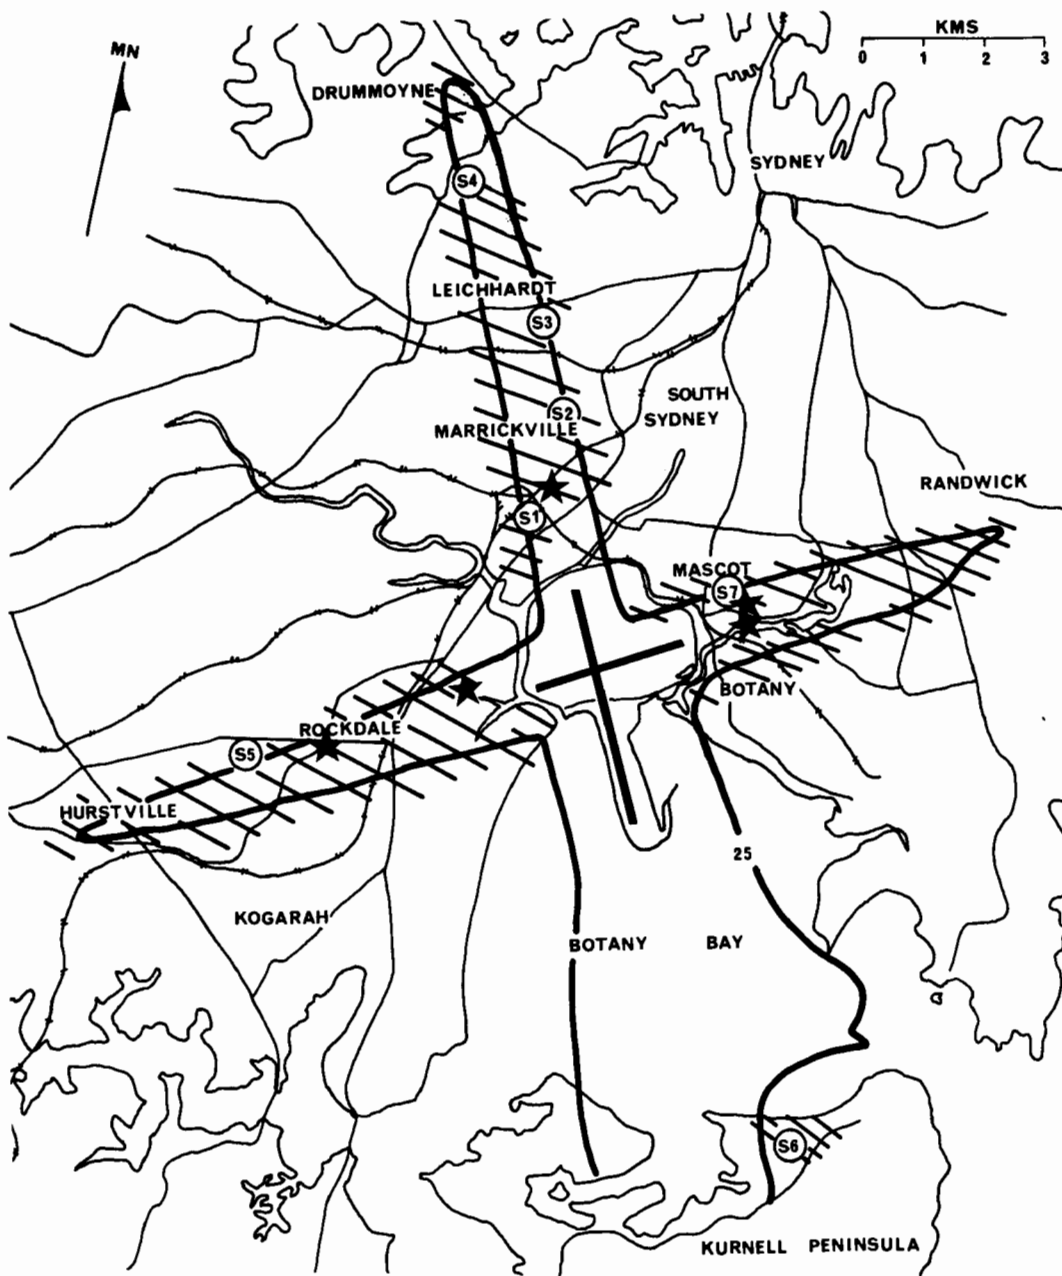 KMS
0 1 2 3
MN
DRUMMOYNE
SYDNEY
S4
LEICHHARDT
S3
SOUTH
SYDNEY
S2
MARRICKVILLE
RANDWICK
S1
MASCOT
S7
BOTANY
ROCKDALE
S5
HURSTVILLE
25
KOGARAH
BOTANY BAY
S6
KURNELL PENINSULA